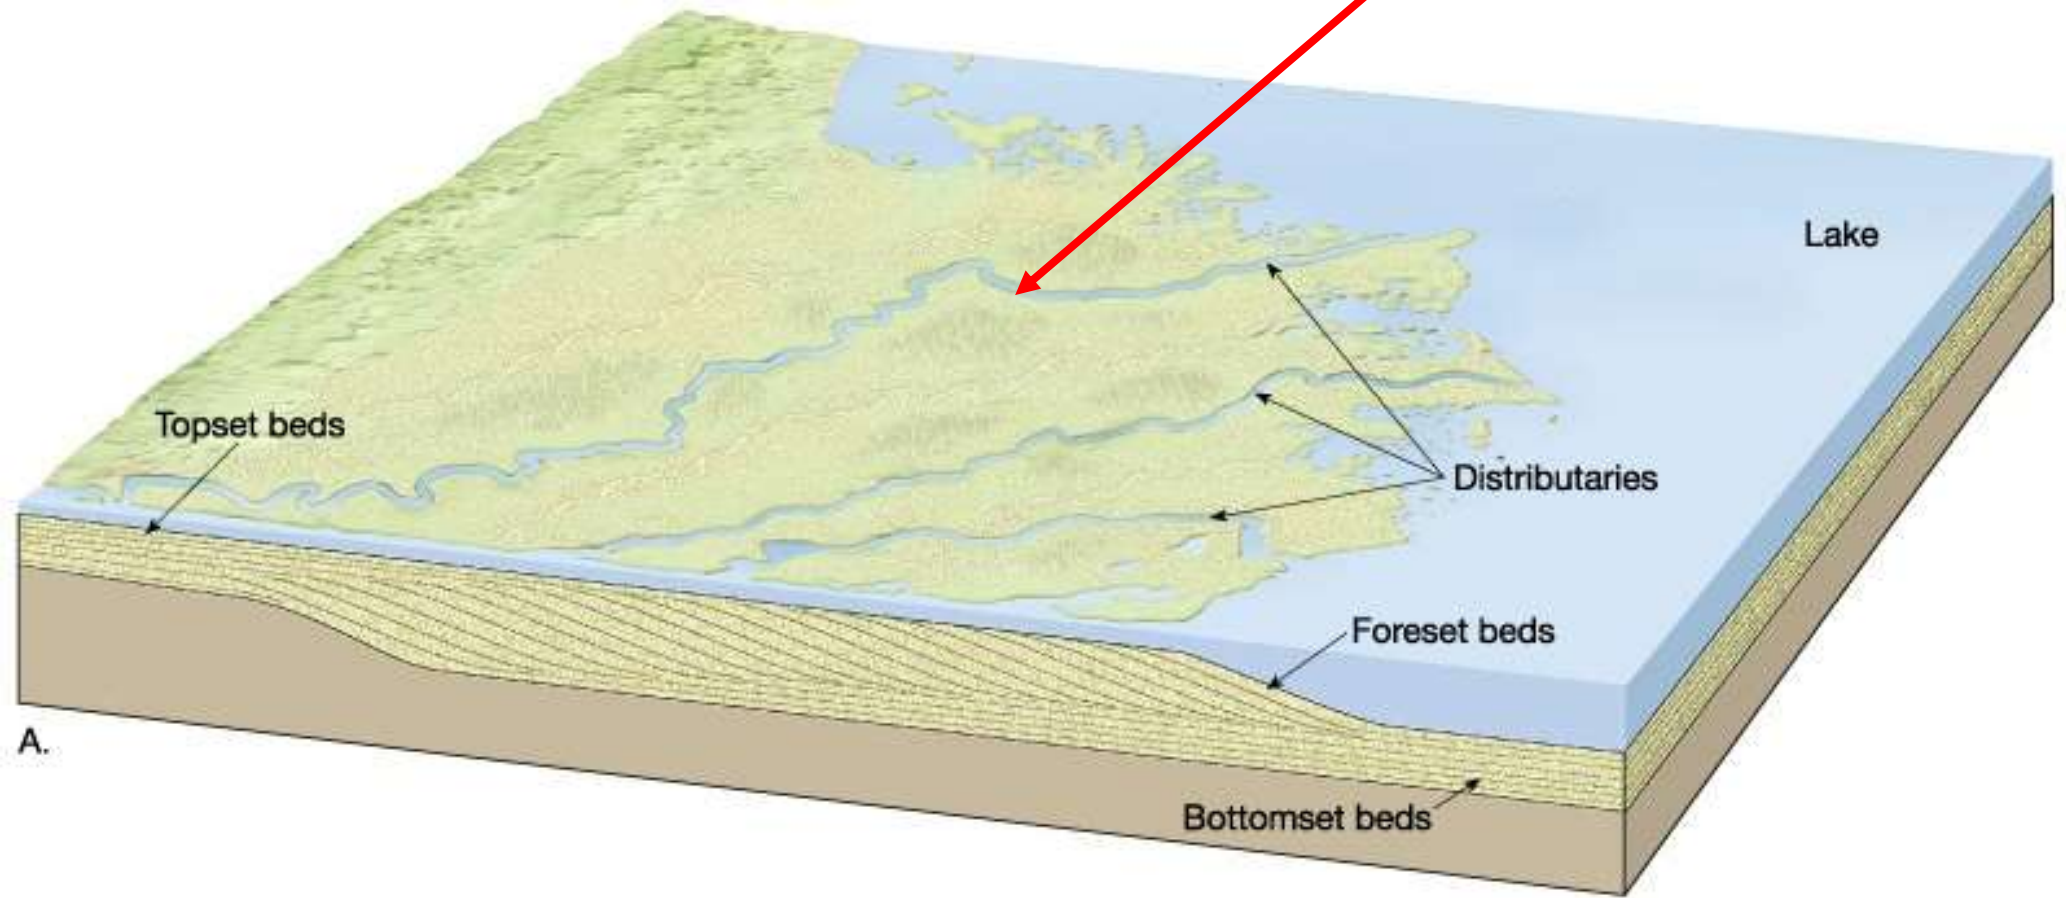 Lake
Topset beds
Distributaries
Foreset beds
A.
Bottomset beds